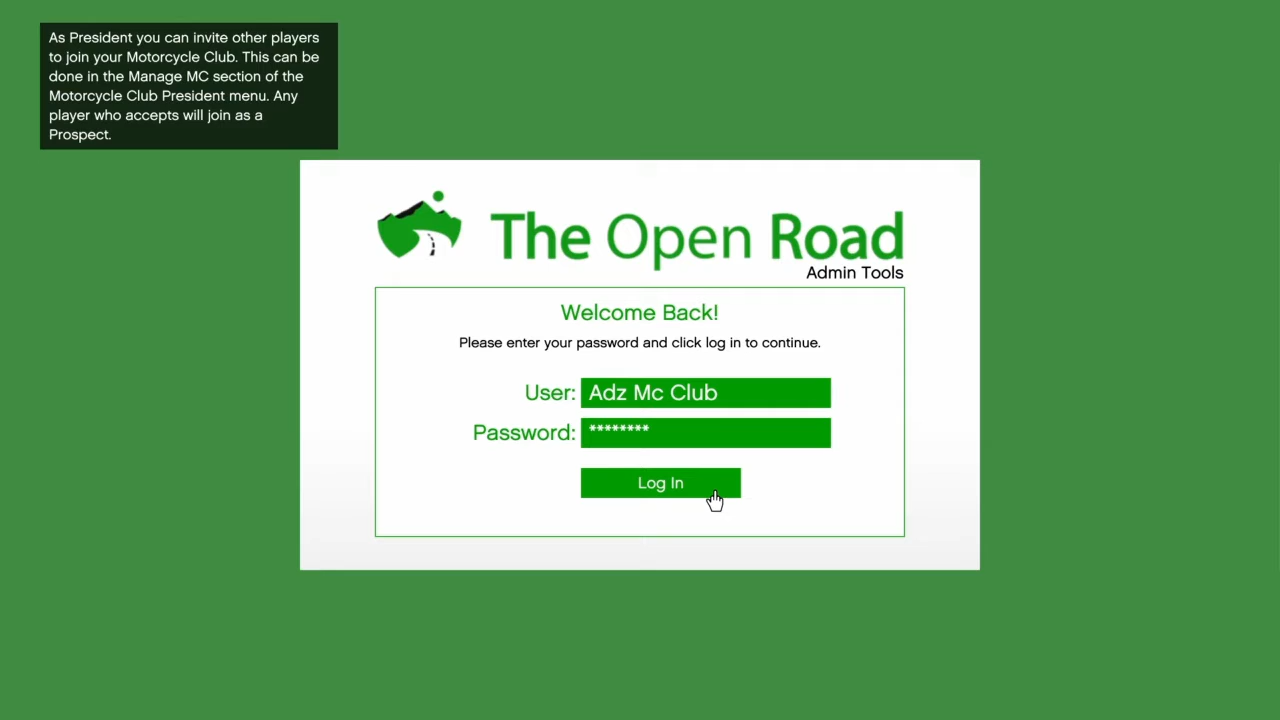 As President you can invite other players
to join your Motorcycle Club. This can be
done in the Manage MC section of the
Motorcycle Club President menu. Any
player who accepts will join as a
Prospect.
The Open Road
Admin Tools
Welcome Back!
Please enter your password and click log in to continue.
User: Adz Mc Club
Password: ********
Log In